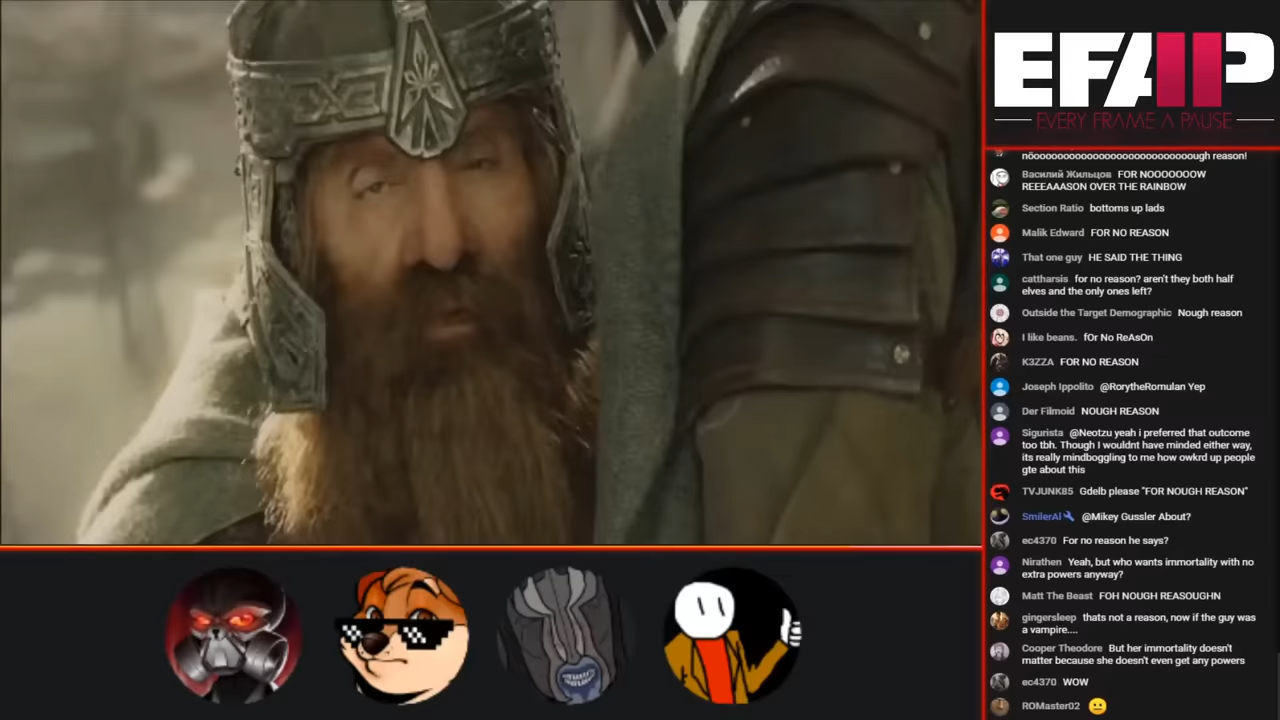 EFAP
EVERY FRAME A PAUSE
Василий Жильцов FOR NOOOOOOOW
REEEAAASON OVER THE RAINBOW
Section Ratio bottoms up lads
Malik Edward FOR NO REASON
That one guy HE SAID THE THING
cattharsis for no reason? aren't they both half
elves and the only ones left?
Outside the Target Demographic Nough reason
I like beans. fOr No ReAsOn
K3ZZA FOR NO REASON
Joseph Ippolito @RorytheRomulan Yep
Der Filmoid NOUGH REASON
Sigurista @Neotzu yeah i preferred that outcome
too tbh. Though I wouldnt have minded either way,
its really mindboggling to me how owkrd up people
gte about this
TVJUNK85 Gdelb please "FOR NOUGH REASON"
SmilerAl @Mikey Gussler About?
ec4370 For no reason he says?
Nirathen Yeah, but who wants immortality with no
extra powers anyway?
Matt The Beast FOH NOUGH REASOUGHN
gingersleep thats not a reason, now if the guy was
a vampire....
Cooper Theodore But her immortality doesn't
matter because she doesn't even get any powers
ec4370 WOW
ROMaster02